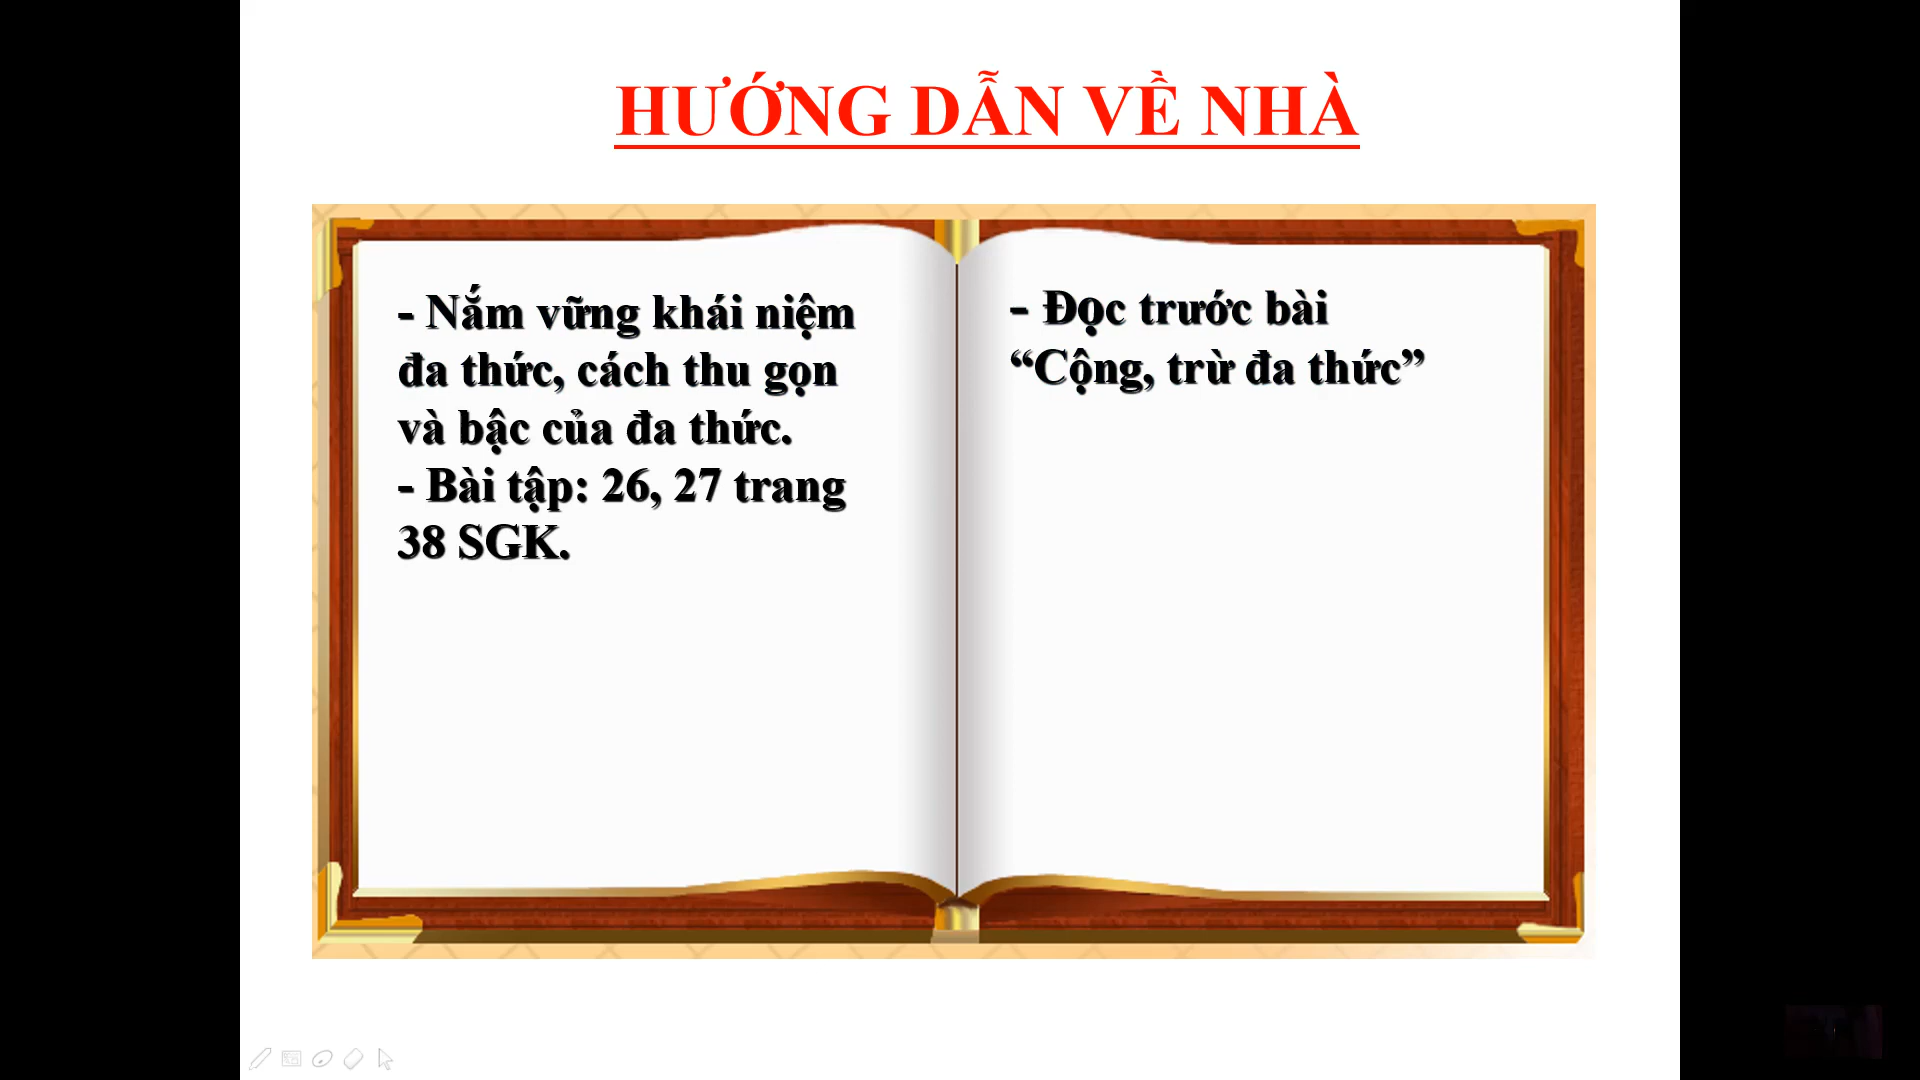 HƯỚNG DẪN VỀ NHÀ
- Nắm vững khái niệm
đa thức, cách thu gọn
và bậc của đa thức.
- Bài tập: 26, 27 trang
38 SGK.
- Đọc trước bài
“Cộng, trừ đa thức”